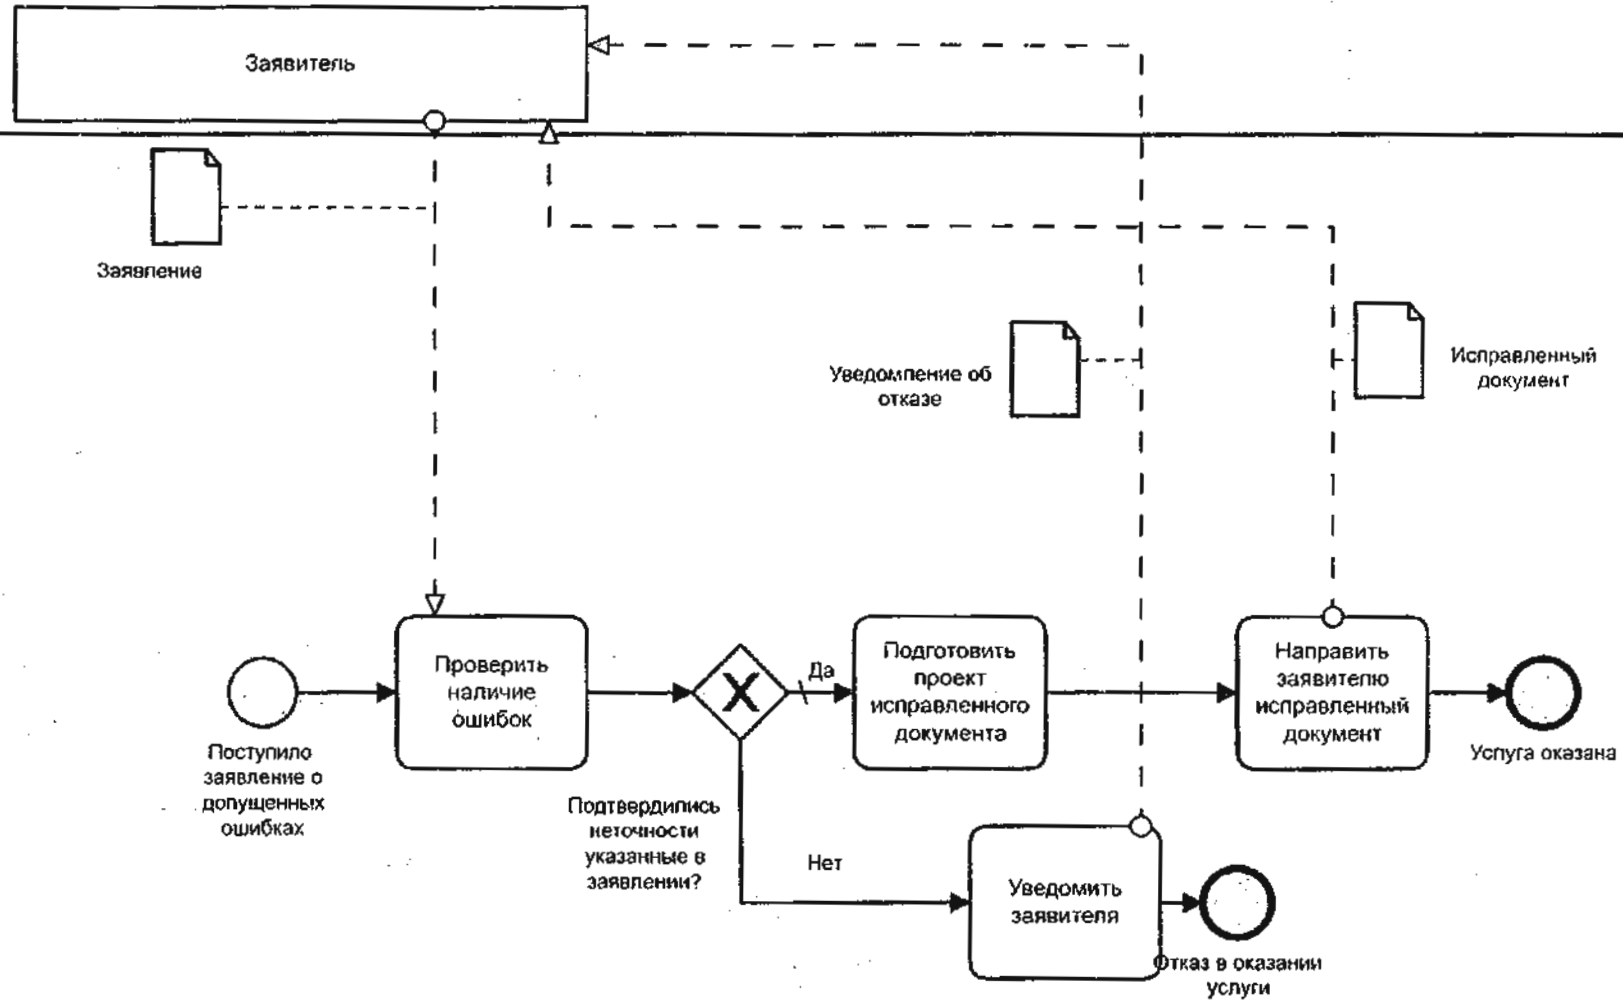 Заявитель
Заявление
Уведомление об
отказе
Исправленный
документ
Проверить
наличие
ошибок
Да
Подготовить
проект
исправленного
документа
Направить
заявителю
исправленный
документ
Поступило
заявление о
допущенных
ошибках
Услуга оказана
Подтвердились
неточности
указанные в
заявлении?
Нет
Уведомить
заявителя
Отказ в оказании
услуги